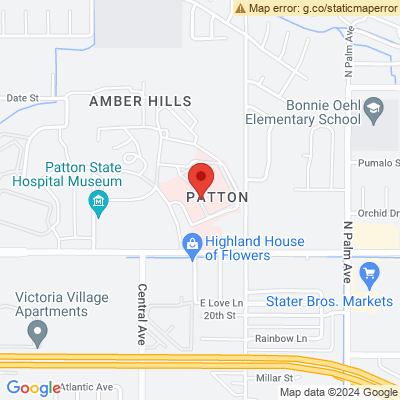 Map error: g.co/staticmaperror
N Palm Ave
Date St
AMBER HILLS
Bonnie Oehl
Elementary School
Patton State
Hospital Museum
Pumalo S
PATTON
Orchid Dr
N Palm Ave
Highland House
of Flowers
Victoria Village
Apartments
Central Ave
Stater Bros. Markets
E Love Ln
20th St
Rainbow Ln
Millar St
Atlantic Ave
Google
Map data ©2024 Google